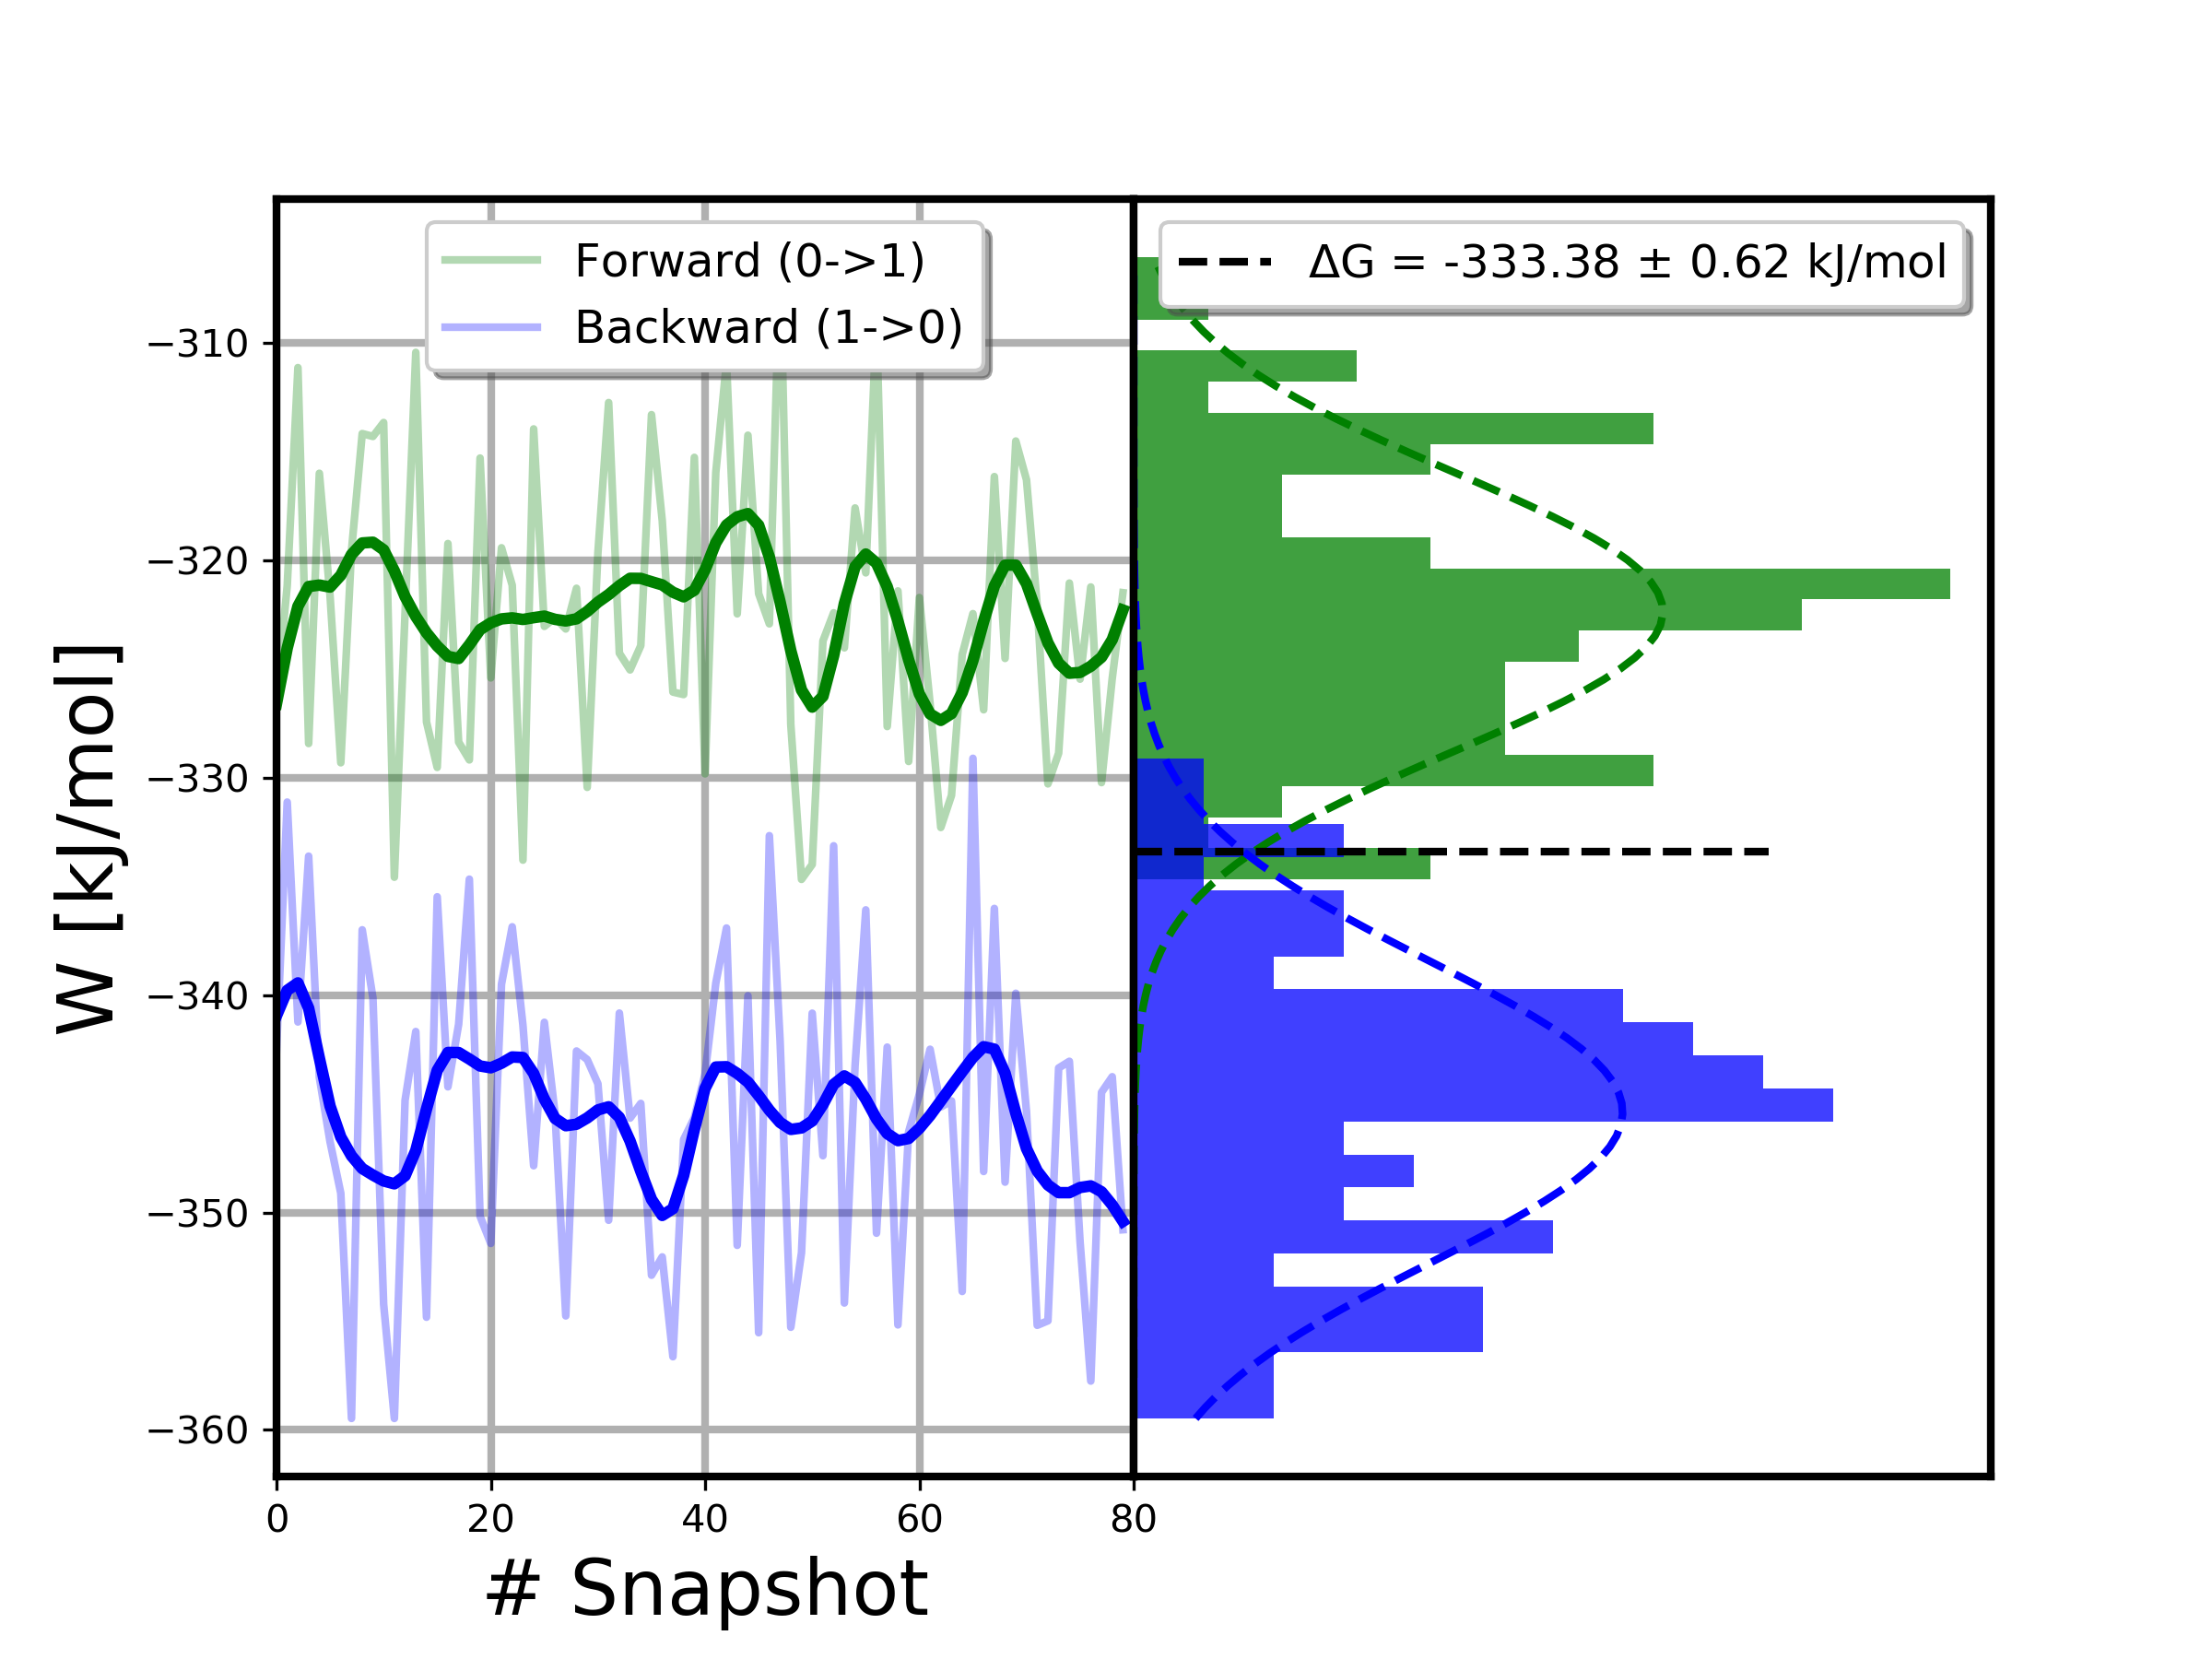 Forward (0->1)
Backward (1->0)
ΔG = -333.38 ± 0.62 kJ/mol
W [kJ/mol]
−310
−320
−330
−340
−350
−360
0 20 40 60 80
# Snapshot